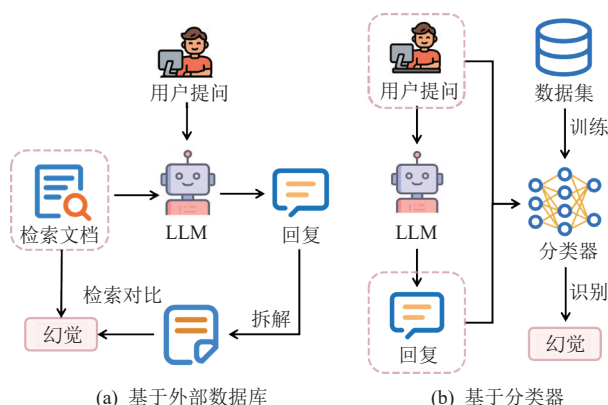 用户提问
检索文档
LLM
回复
检索对比
拆解
幻觉
(a) 基于外部数据库
用户提问
数据集
训练
LLM
分类器
识别
回复
幻觉
(b) 基于分类器